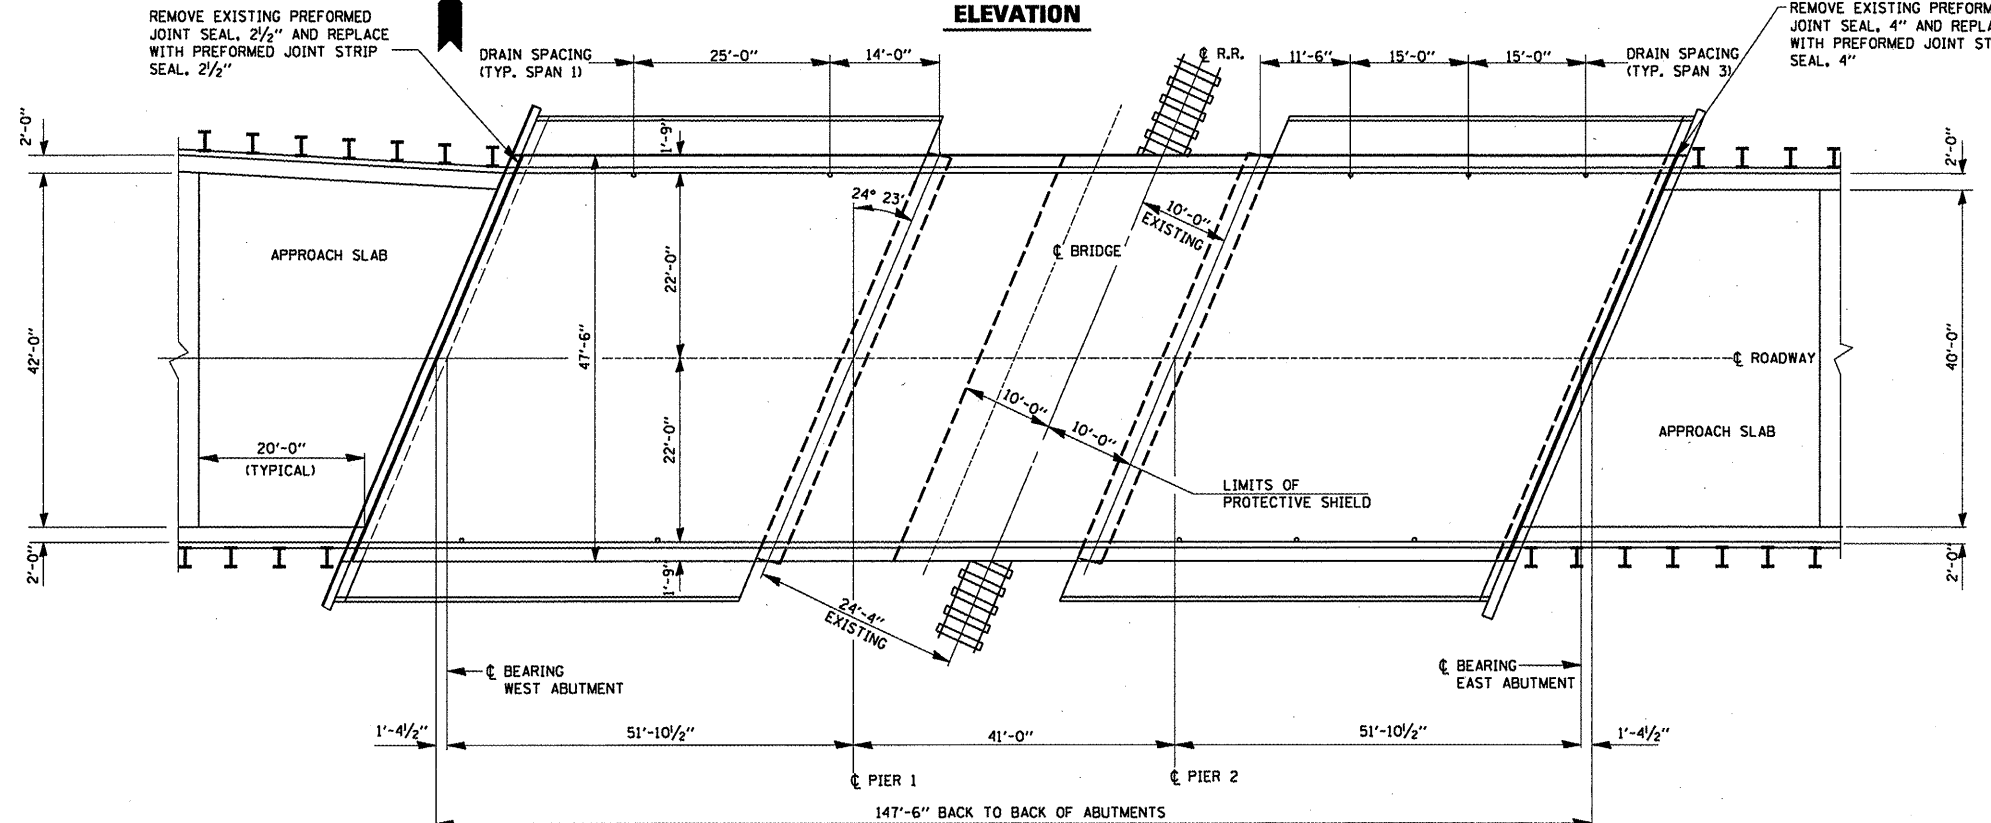 REMOVE EXISTING PREFORMED
JOINT SEAL, 2½" AND REPLACE
WITH PREFORMED JOINT STRIP
SEAL, 2½"
ELEVATION
REMOVE EXISTING PREFORM
JOINT SEAL, 4" AND REPLA
WITH PREFORMED JOINT ST
SEAL, 4"
DRAIN SPACING
(TYP. SPAN 1)
25'-0"
14'-0"
℄ R.R.
11'-6"
15'-0"
15'-0"
DRAIN SPACING
(TYP. SPAN 3)
2'-0"
1'-9"
2'-0"
24° 23'
10'-0"
EXISTING
APPROACH SLAB
℄ BRIDGE
22'-0"
42'-0"
47'-6"
℄ ROADWAY
40'-0"
10'-0"
10'-0"
22'-0"
APPROACH SLAB
20'-0"
(TYPICAL)
LIMITS OF
PROTECTIVE SHIELD
2'-0"
1'-9"
2'-0"
24'-4"
EXISTING
℄ BEARING
WEST ABUTMENT
℄ BEARING
EAST ABUTMENT
1'-4½"
51'-10½"
41'-0"
51'-10½"
1'-4½"
℄ PIER 1
℄ PIER 2
147'-6" BACK TO BACK OF ABUTMENTS